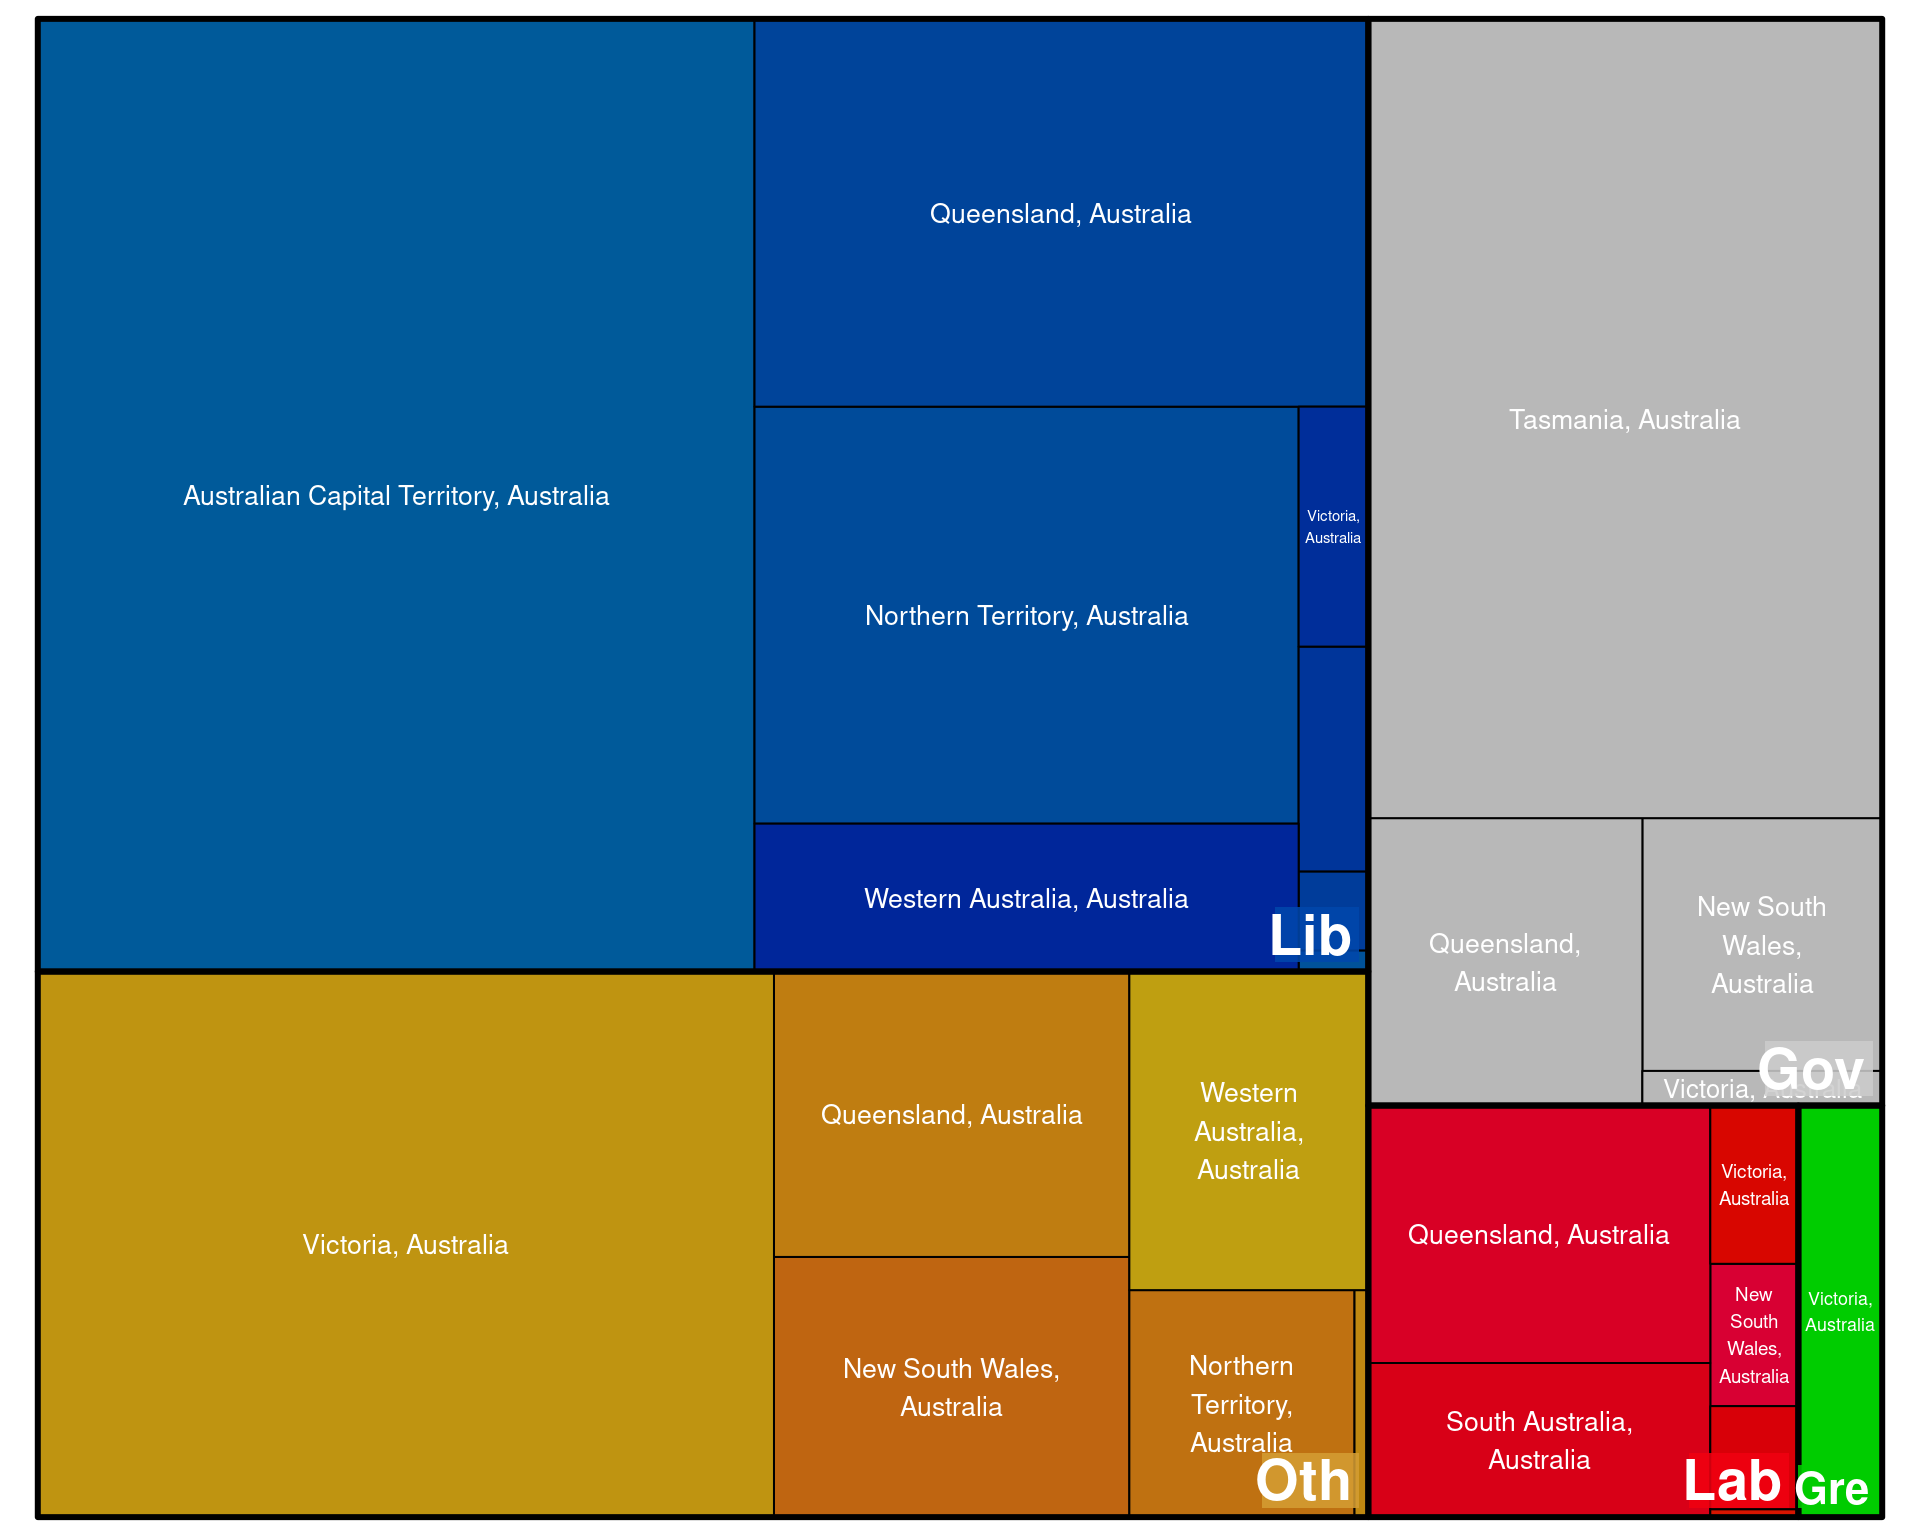 Australian Capital Territory, Australia
Queensland, Australia
Northern Territory, Australia
Victoria,
Australia
Western Australia, Australia
Lib
Tasmania, Australia
Queensland,
Australia
New South
Wales,
Australia
Victoria, Australia
Gov
Victoria, Australia
Queensland, Australia
New South Wales,
Australia
Western
Australia,
Australia
Northern
Territory,
Australia
Oth
Queensland, Australia
South Australia,
Australia
Victoria,
Australia
New
South
Wales,
Australia
Lab
Victoria,
Australia
Gre